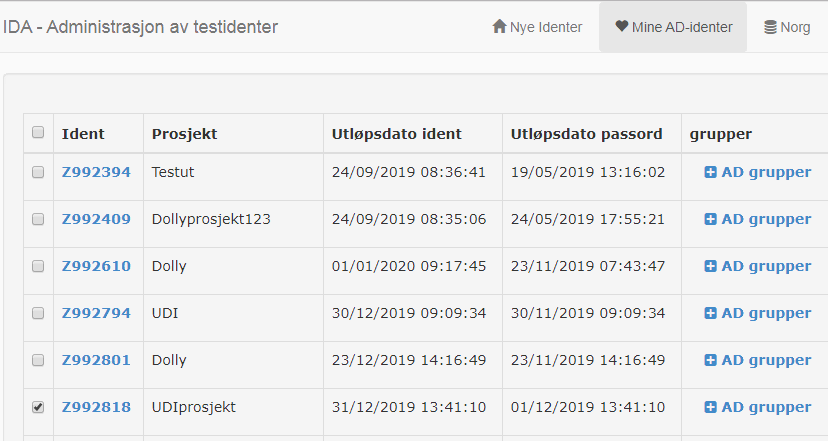 IDA - Administrasjon av testidenter Nye Identer Mine AD-identer Norg
Ident Prosjekt Utløpsdato ident Utløpsdato passord grupper
Z992394 Testut 24/09/2019 08:36:41 19/05/2019 13:16:02 AD grupper
Z992409 Dollyprosjekt123 24/09/2019 08:35:06 24/05/2019 17:55:21 AD grupper
Z992610 Dolly 01/01/2020 09:17:45 23/11/2019 07:43:47 AD grupper
Z992794 UDI 30/12/2019 09:09:34 30/11/2019 09:09:34 AD grupper
Z992801 Dolly 23/12/2019 14:16:49 23/11/2019 14:16:49 AD grupper
Z992818 UDIprosjekt 31/12/2019 13:41:10 01/12/2019 13:41:10 AD grupper